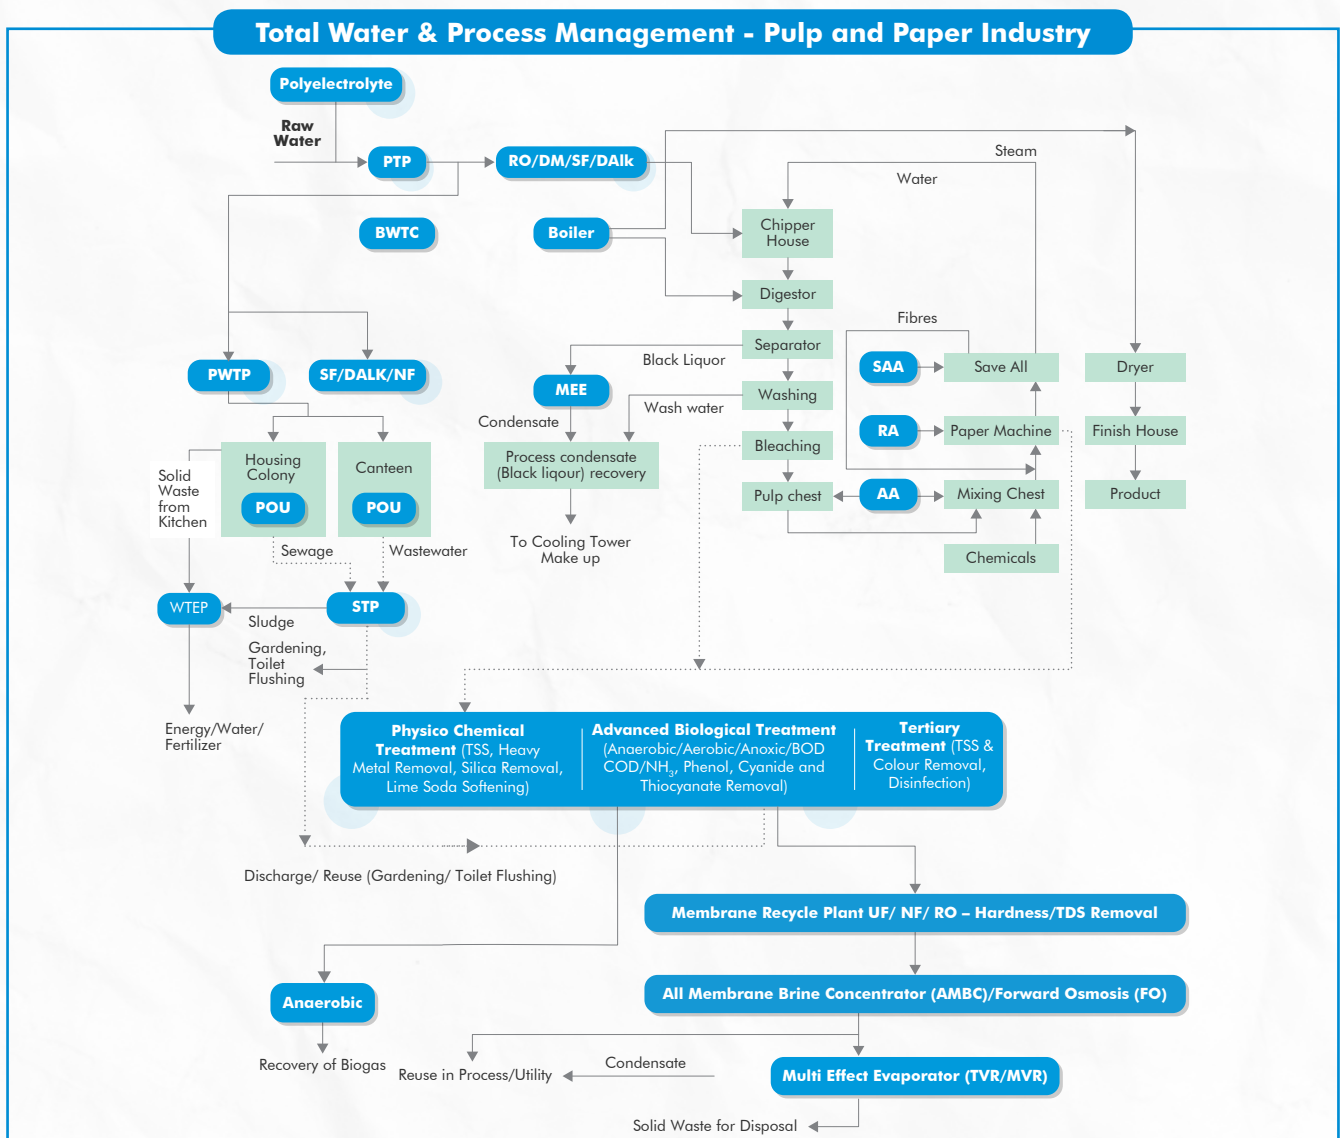 Total Water & Process Management - Pulp and Paper Industry
Polyelectrolyte
Raw
Water
PTP
RO/DM/SF/DAlk
Steam
Water
BWTC
Boiler
Chipper
House
Digestor
Fibres
Separator
Black Liquor
PWTP
SF/DALK/NF
MEE
SAA
Save All
Dryer
Washing
Wash water
Condensate
RA
Paper Machine
Finish House
Bleaching
Process condensate
(Black liqour) recovery
Pulp chest
AA
Mixing Chest
Product
Housing
Colony
POU
Canteen
POU
Solid
Waste
from
Kitchen
To Cooling Tower
Make up
Chemicals
Sewage
Wastewater
WTEP
STP
Sludge
Gardening,
Toilet
Flushing
Energy/Water/
Fertilizer
Physico Chemical
Treatment (TSS, Heavy
Metal Removal, Silica Removal,
Lime Soda Softening)
Advanced Biological Treatment
(Anaerobic/Aerobic/Anoxic/BOD
COD/NH3, Phenol, Cyanide and
Thiocyanate Removal)
Tertiary
Treatment (TSS &
Colour Removal,
Disinfection)
Discharge/ Reuse (Gardening/ Toilet Flushing)
Membrane Recycle Plant UF/ NF/ RO – Hardness/TDS Removal
Anaerobic
All Membrane Brine Concentrator (AMBC)/Forward Osmosis (FO)
Recovery of Biogas
Reuse in Process/Utility
Condensate
Multi Effect Evaporator (TVR/MVR)
Solid Waste for Disposal